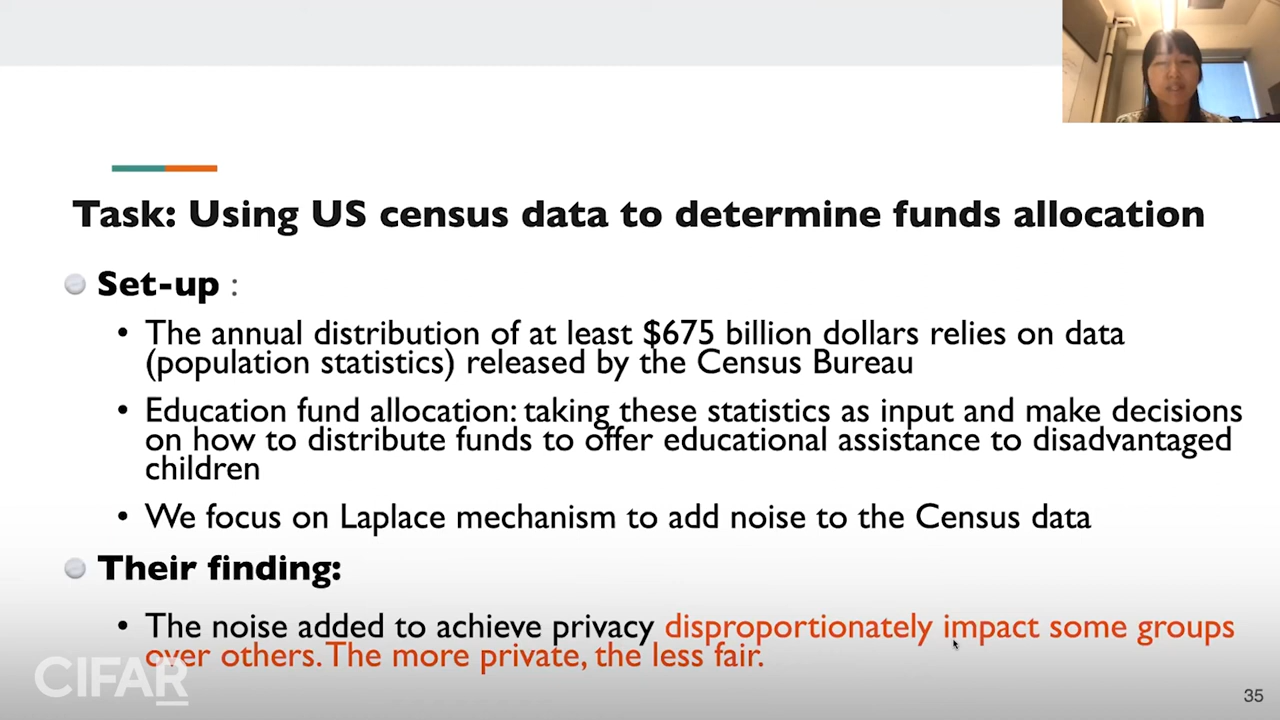 Task: Using US census data to determine funds allocation
Set-up :
• The annual distribution of at least $675 billion dollars relies on data
(population statistics) released by the Census Bureau
• Education fund allocation: taking these statistics as input and make decisions
on how to distribute funds to offer educational assistance to disadvantaged
children
• We focus on Laplace mechanism to add noise to the Census data
Their finding:
• The noise added to achieve privacy disproportionately impact some groups
over others. The more private, the less fair.
CIFAR
35